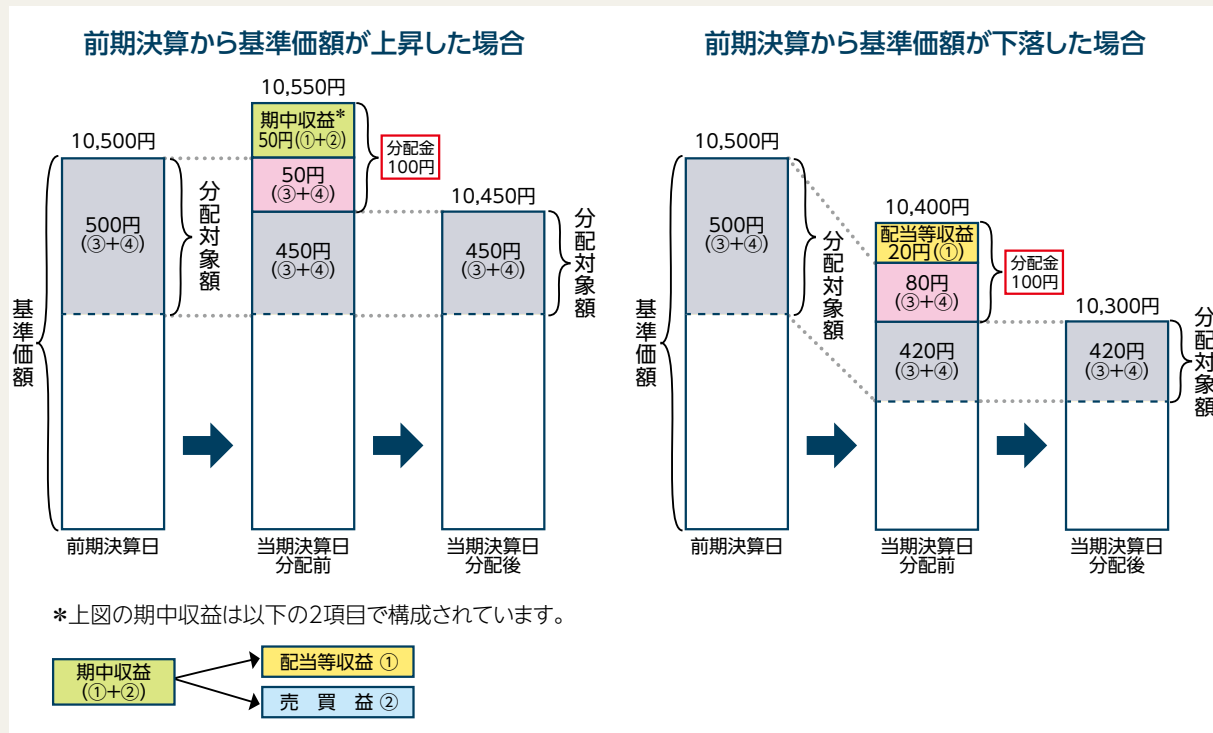 前期決算から基準価額が上昇した場合
10,500円
500円
(③+④)
分配対象額
基準価額
前期決算日
10,550円
期中収益*
50円(①+②)
50円
(③+④)
450円
(③+④)
分配金
100円
当期決算日
分配前
10,450円
450円
(③+④)
分配対象額
当期決算日
分配後
前期決算から基準価額が下落した場合
10,500円
500円
(③+④)
分配対象額
基準価額
前期決算日
10,400円
配当等収益
20円(①)
80円
(③+④)
420円
(③+④)
分配金
100円
当期決算日
分配前
10,300円
420円
(③+④)
分配対象額
当期決算日
分配後
*上図の期中収益は以下の2項目で構成されています。
期中収益
(①+②)
配当等収益 ①
売 買 益 ②